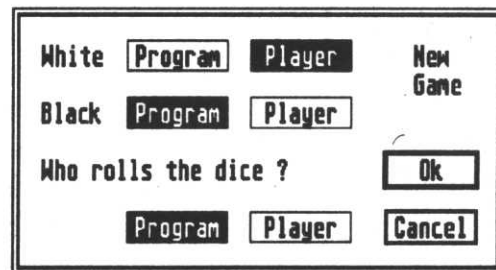 White Program Player New
Game
Black Program Player
Who rolls the dice ? Ok
Program Player Cancel